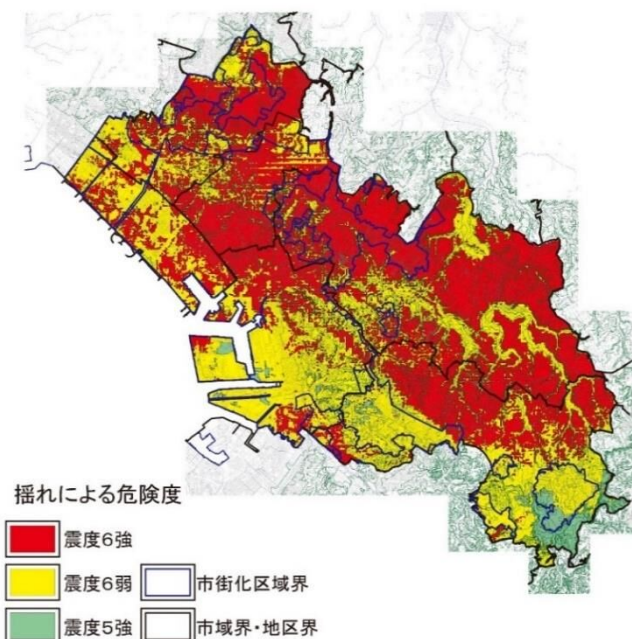 揺れによる危険度
震度6強
震度6弱
市街化区域界
震度5強
市域界・地区界